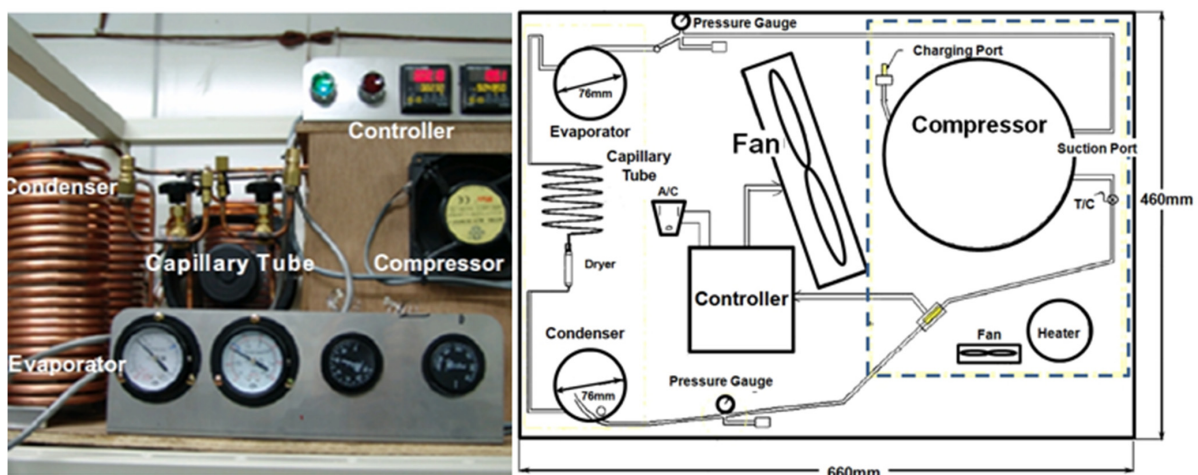 Controller
Condenser
Capillary Tube
Compressor
Evaporator
Pressure Gauge
Charging Port
76mm
Evaporator
Fan
Compressor
Capillary
Tube
Suction Port
A/C
T/C
460mm
Dryer
Controller
Condenser
Fan
Heater
76mm
Pressure Gauge
660mm